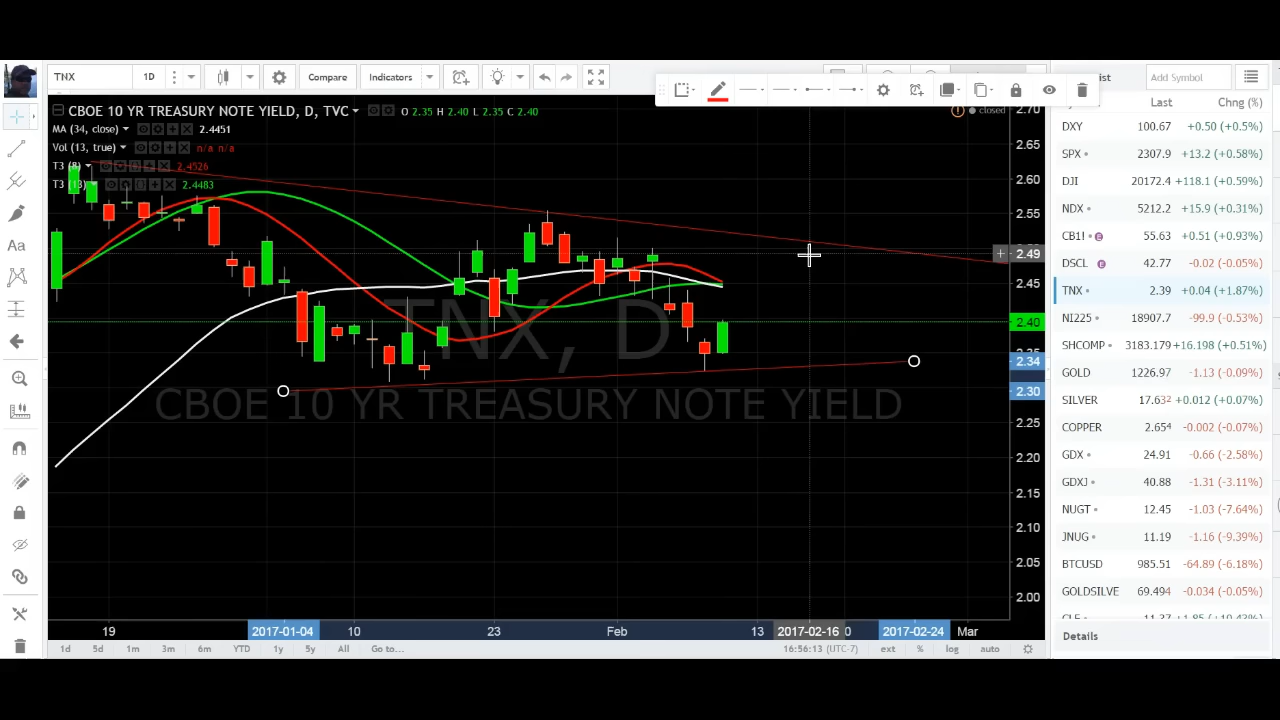 TNX 1D Compare Indicators
ist Add Symbol
CBOE 10 YR TREASURY NOTE YIELD, D, TVC O 2.35 H 2.40 L 2.35 C 2.40
closed
MA (34, close) 2.4451
Vol (13, true) n/a n/a
T3 (8) 2.4526
T3 (13) 2.4483
TNX, D
CBOE 10 YR TREASURY NOTE YIELD
2.70
2.65
2.60
2.55
2.49
2.45
2.40
2.35
2.34
2.30
2.25
2.20
2.15
2.10
2.05
2.00
19 2017-01-04 10 23 Feb 13 2017-02-16 0 2017-02-24 Mar
1d 5d 1m 3m 6m YTD 1y 5y All Go to... 16:56:13 (UTC-7) ext % log auto
Last Chng (%)
DXY 100.67 +0.50 (+0.5%)
SPX 2307.9 +13.2 (+0.58%)
DJI 20172.4 +118.1 (+0.59%)
NDX 5212.2 +15.9 (+0.31%)
CB1! E 55.63 +0.51 (+0.93%)
DSCL E 42.77 -0.02 (-0.05%)
TNX 2.39 +0.04 (+1.87%)
NI225 18907.7 -99.9 (-0.53%)
SHCOMP 3183.179 +16.198 (+0.51%)
GOLD 1226.97 -1.13 (-0.09%)
SILVER 17.632 +0.012 (+0.07%)
COPPER 2.654 -0.002 (-0.07%)
GDX 24.91 -0.66 (-2.58%)
GDXJ 40.88 -1.31 (-3.11%)
NUGT 12.45 -1.03 (-7.64%)
JNUG 11.19 -1.16 (-9.39%)
BTCUSD 985.51 -64.89 (-6.18%)
GOLDSILVE 69.494 -0.034 (-0.05%)
Details